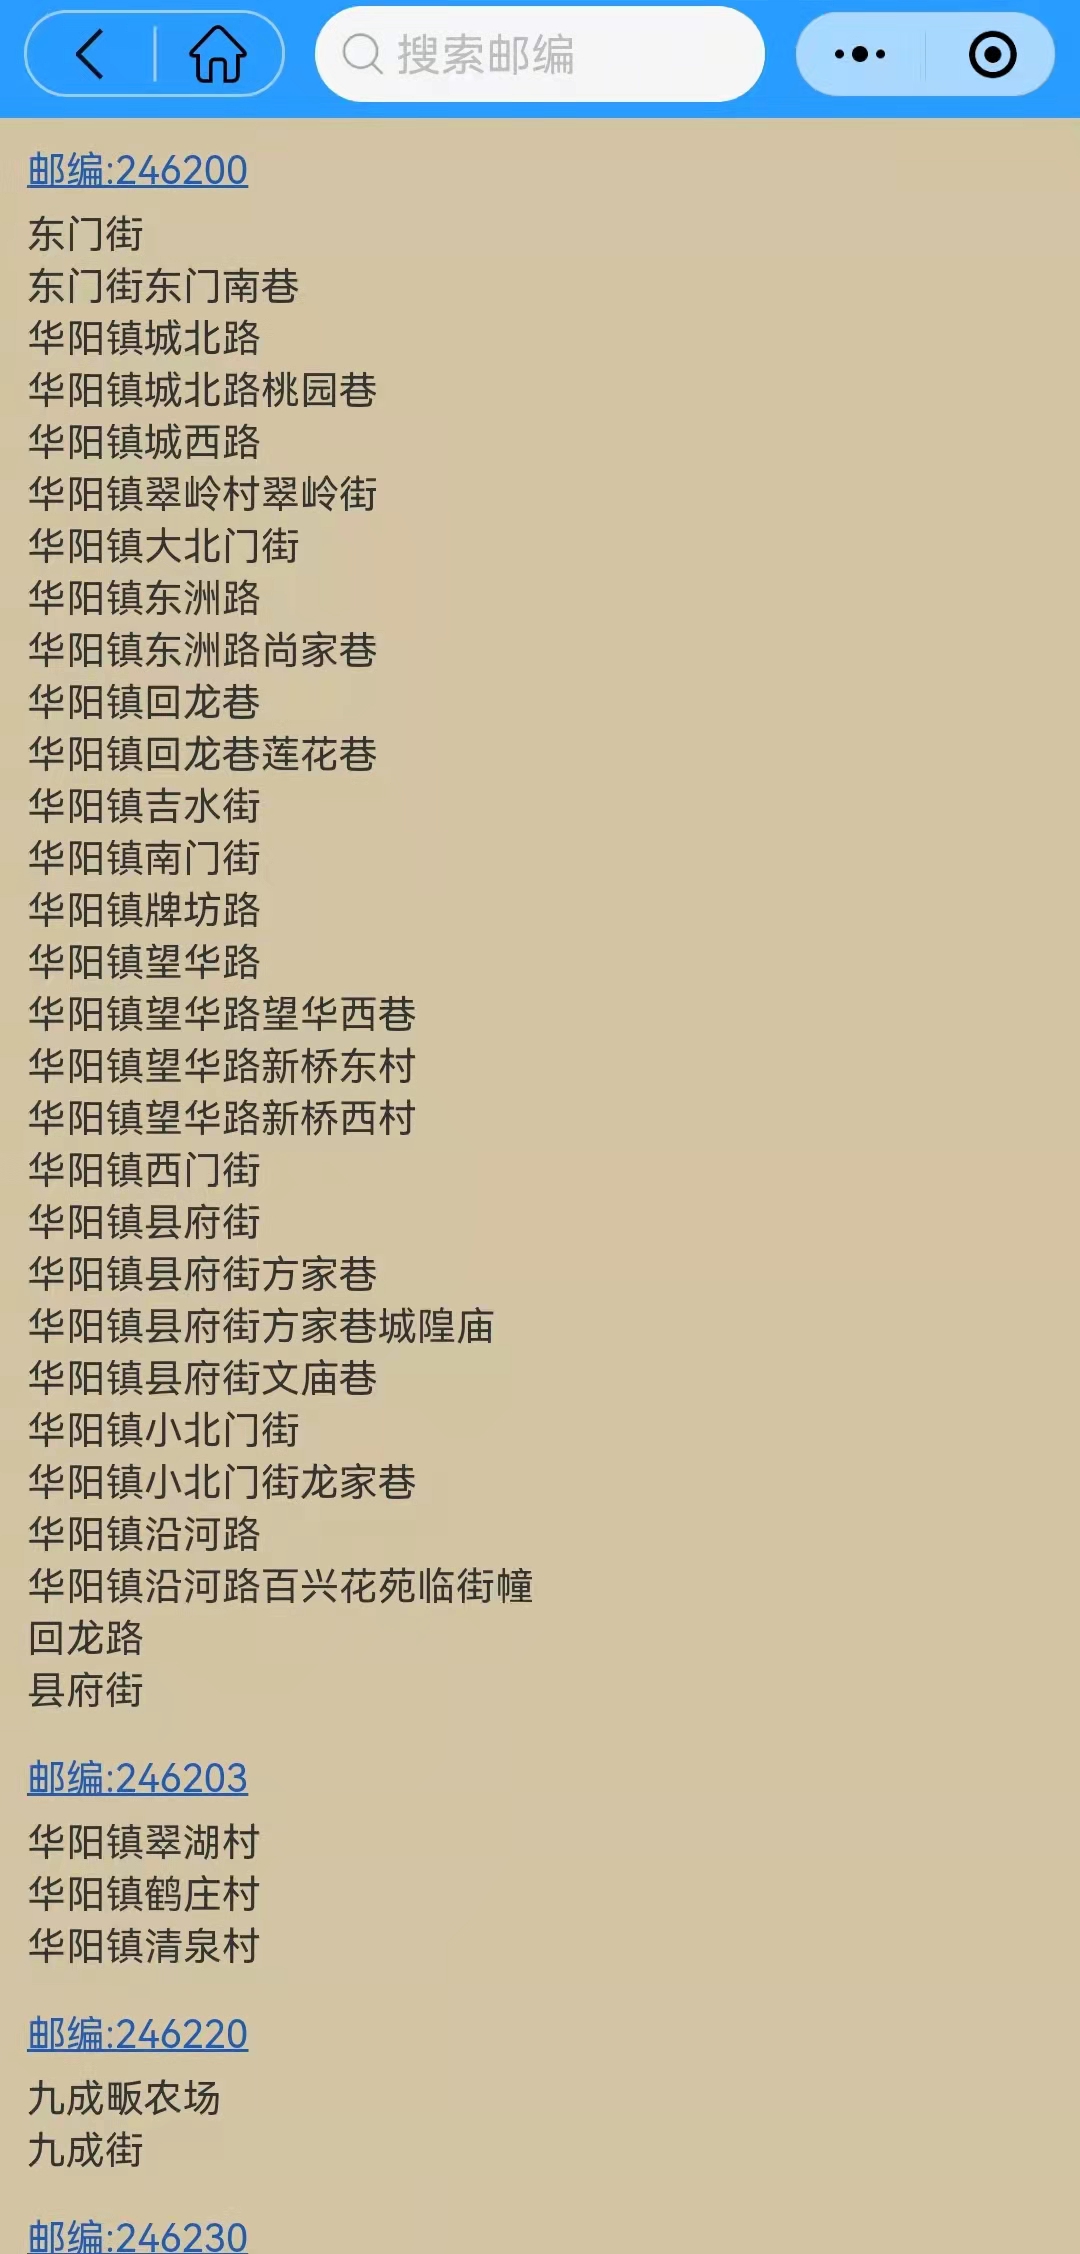 搜索邮编
邮编:246200
东门街
东门街东门南巷
华阳镇城北路
华阳镇城北路桃园巷
华阳镇城西路
华阳镇翠岭村翠岭街
华阳镇大北门街
华阳镇东洲路
华阳镇东洲路尚家巷
华阳镇回龙巷
华阳镇回龙巷莲花巷
华阳镇吉水街
华阳镇南门街
华阳镇牌坊路
华阳镇望华路
华阳镇望华路望华西巷
华阳镇望华路新桥东村
华阳镇望华路新桥西村
华阳镇西门街
华阳镇县府街
华阳镇县府街方家巷
华阳镇县府街方家巷城隍庙
华阳镇县府街文庙巷
华阳镇小北门街
华阳镇小北门街龙家巷
华阳镇沿河路
华阳镇沿河路百兴花苑临街幢
回龙路
县府街
邮编:246203
华阳镇翠湖村
华阳镇鹤庄村
华阳镇清泉村
邮编:246220
九成畈农场
九成街
邮编:246230